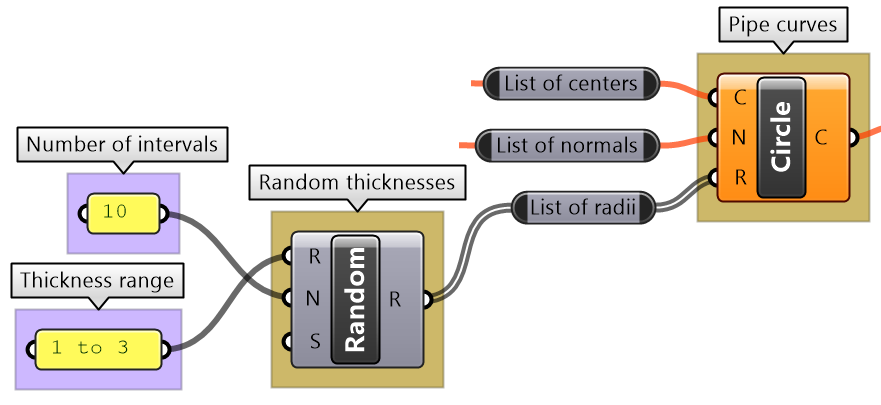 Pipe curves
List of centers
C
N
R
Circle
C
List of normals
List of radii
Number of intervals
10
Random thicknesses
R
N
S
Random
R
Thickness range
1 to 3